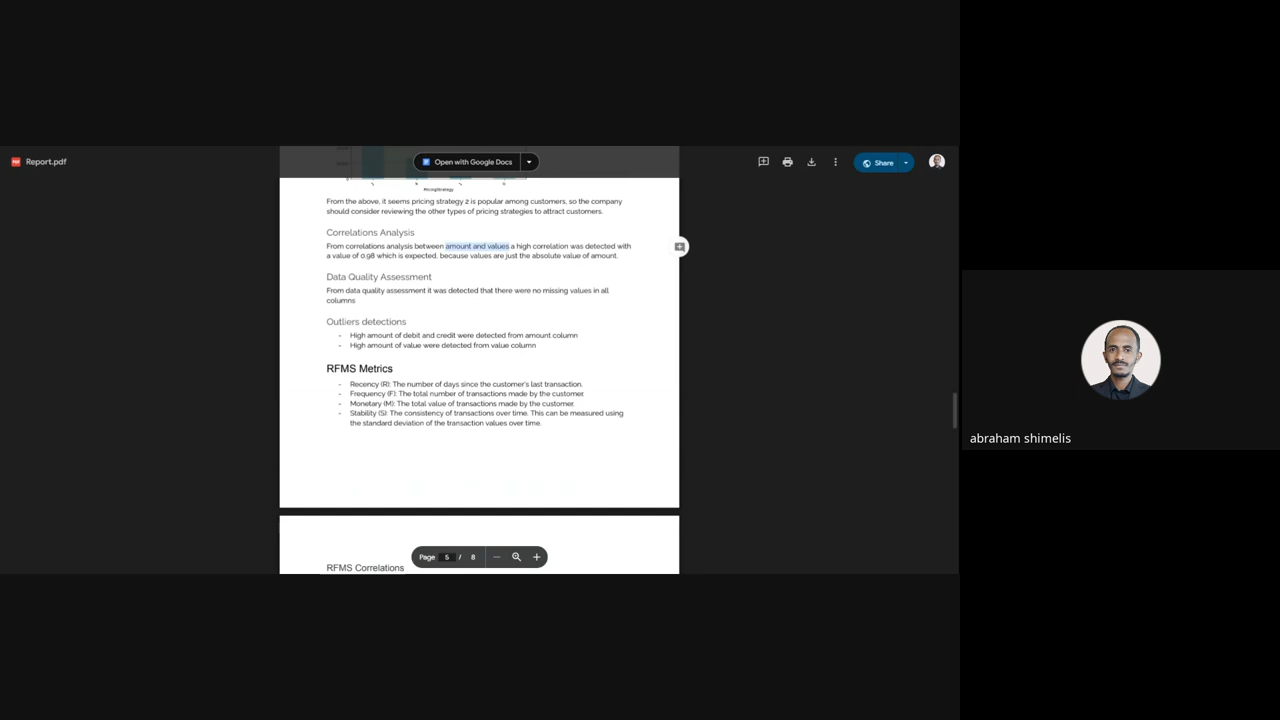 Report.pdf
Open with Google Docs
Share
PricingStrategy
From the above, it seems pricing strategy 2 is popular among customers, so the company
should consider reviewing the other types of pricing strategies to attract customers.
Correlations Analysis
From correlations analysis between amount and values a high correlation was detected with
a value of 0.98 which is expected, because values are just the absolute value of amount.
Data Quality Assessment
From data quality assessment it was detected that there were no missing values in all
columns
Outliers detections
- High amount of debit and credit were detected from amount column
- High amount of value were detected from value column
RFMS Metrics
- Recency (R): The number of days since the customer's last transaction.
- Frequency (F): The total number of transactions made by the customer.
- Monetary (M): The total value of transactions made by the customer.
- Stability (S): The consistency of transactions over time. This can be measured using
the standard deviation of the transaction values over time.
abraham shimelis
Page 5 / 8
RFMS Correlations